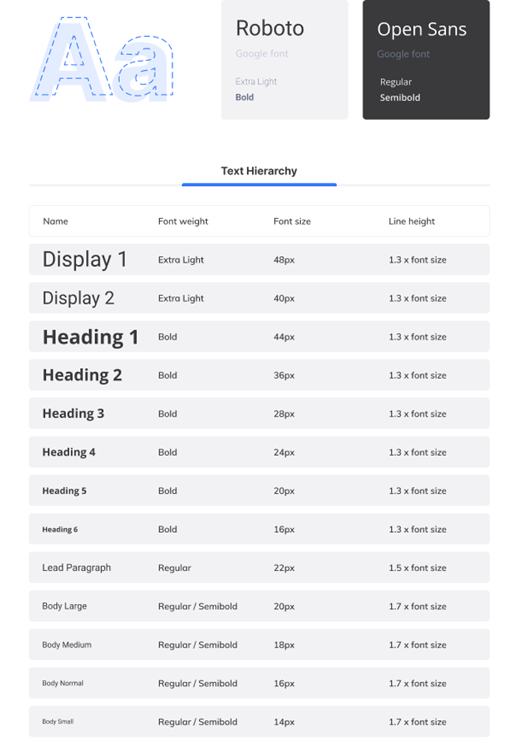 Aa
Roboto
Google font
Extra Light
Bold
Open Sans
Google font
Regular
Semibold
Text Hierarchy
Name Font weight Font size Line height
Display 1 Extra Light 48px 1.3 x font size
Display 2 Extra Light 40px 1.3 x font size
Heading 1 Bold 44px 1.3 x font size
Heading 2 Bold 36px 1.3 x font size
Heading 3 Bold 28px 1.3 x font size
Heading 4 Bold 24px 1.3 x font size
Heading 5 Bold 20px 1.3 x font size
Heading 6 Bold 16px 1.3 x font size
Lead Paragraph Regular 22px 1.5 x font size
Body Large Regular / Semibold 20px 1.7 x font size
Body Medium Regular / Semibold 18px 1.7 x font size
Body Normal Regular / Semibold 16px 1.7 x font size
Body Small Regular / Semibold 14px 1.7 x font size